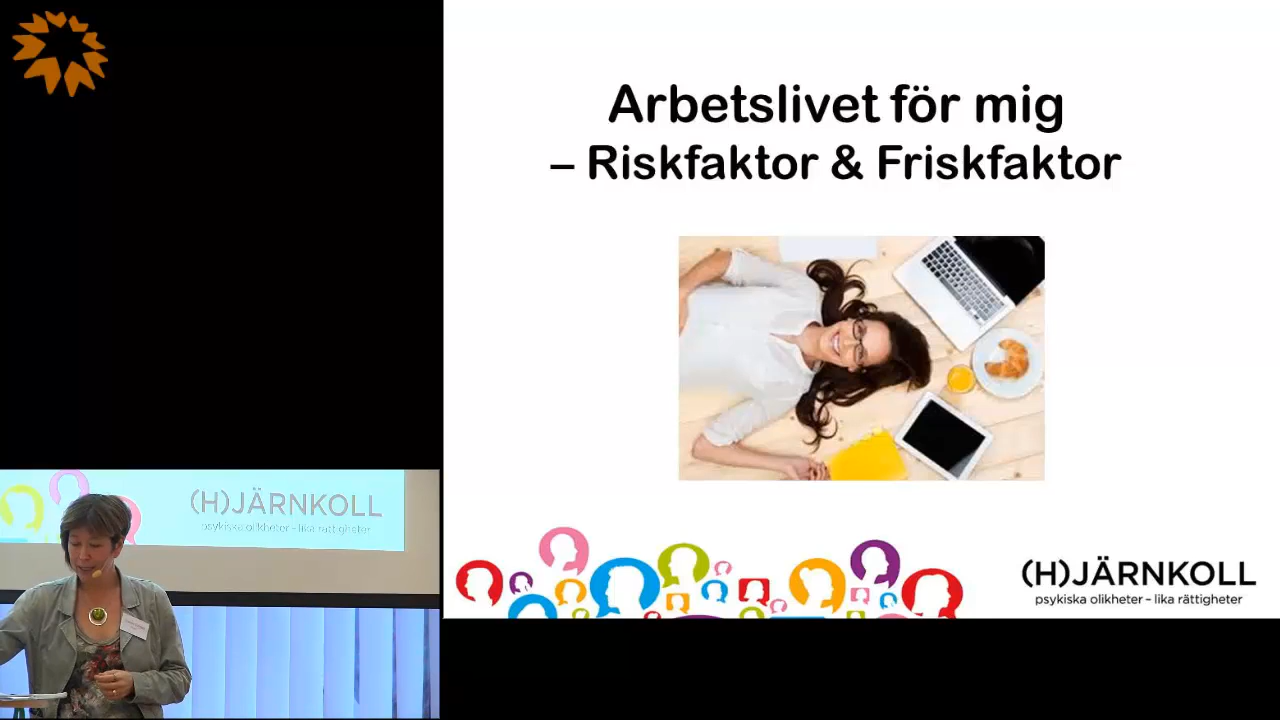 Arbetslivet för mig
– Riskfaktor & Friskfaktor
(H)JÄRNKOLL
psykiska olikheter – lika rättigheter
(H)JÄRNKOLL
psykiska olikheter – lika rättigheter